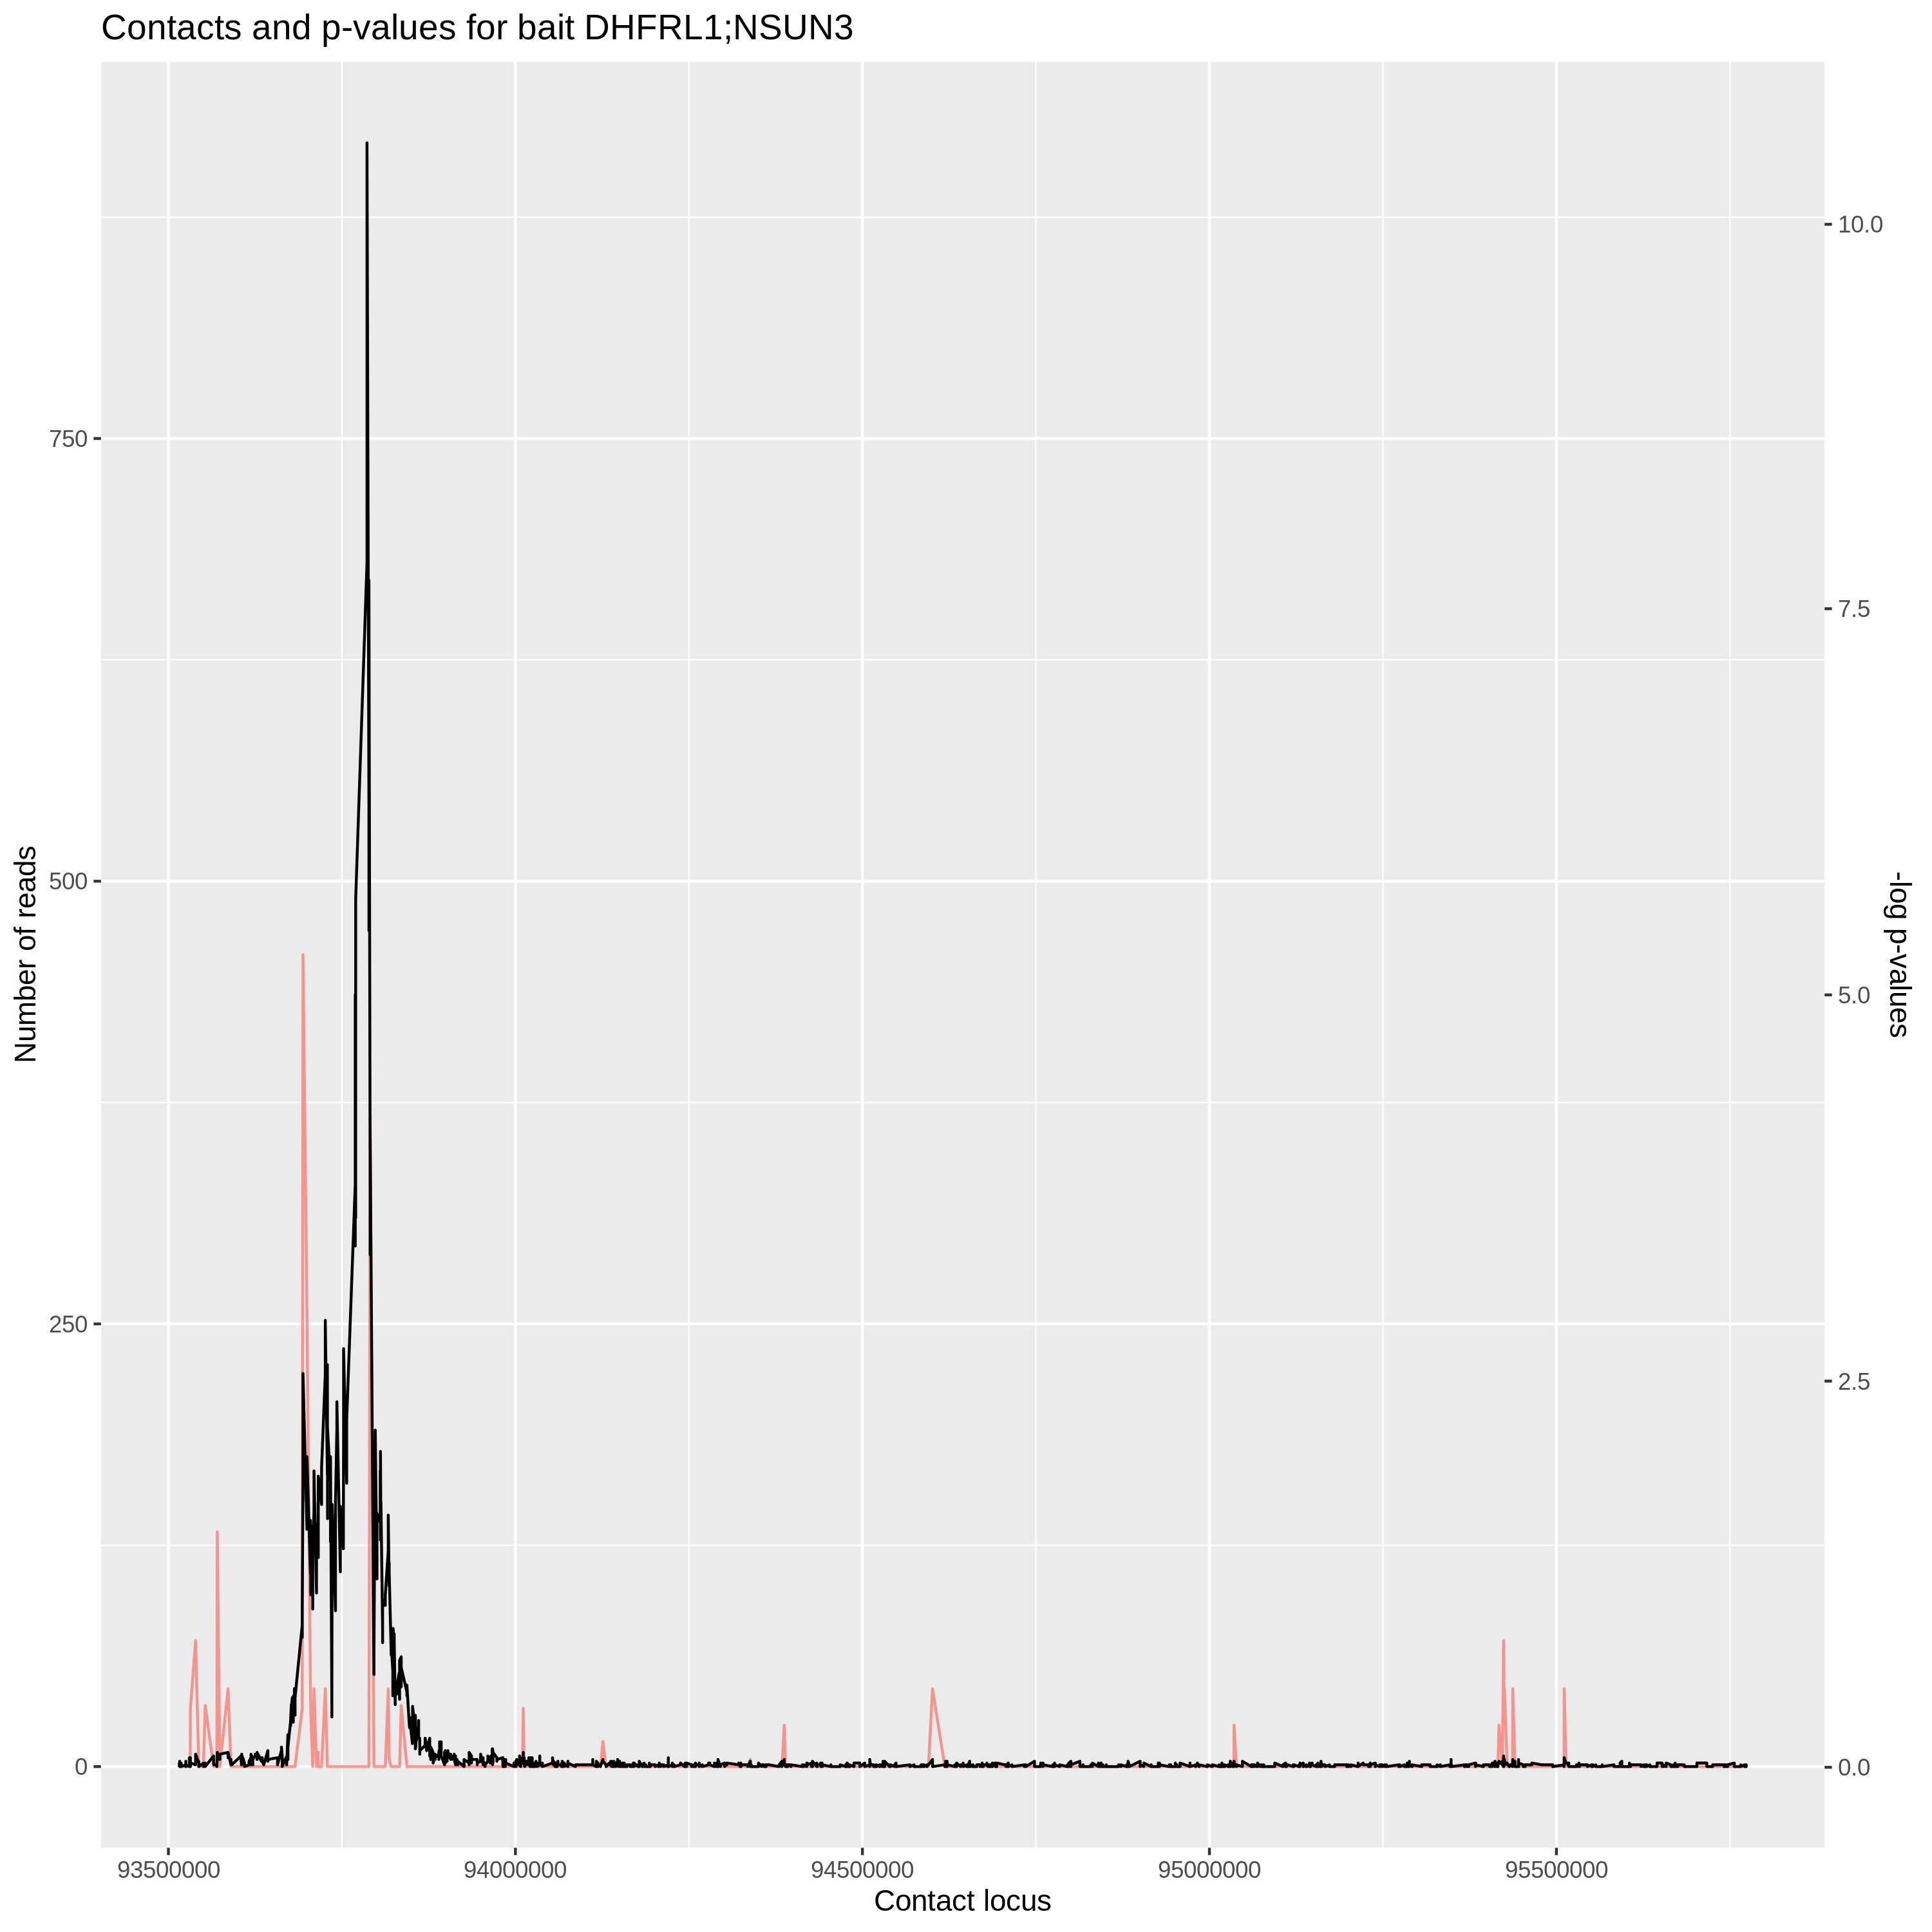 Contacts and p-values for bait DHFRL1;NSUN3
Number of reads
750
500
250
0
10.0
7.5
5.0
2.5
0.0
-log p-values
93500000 94000000 94500000 95000000 95500000
Contact locus